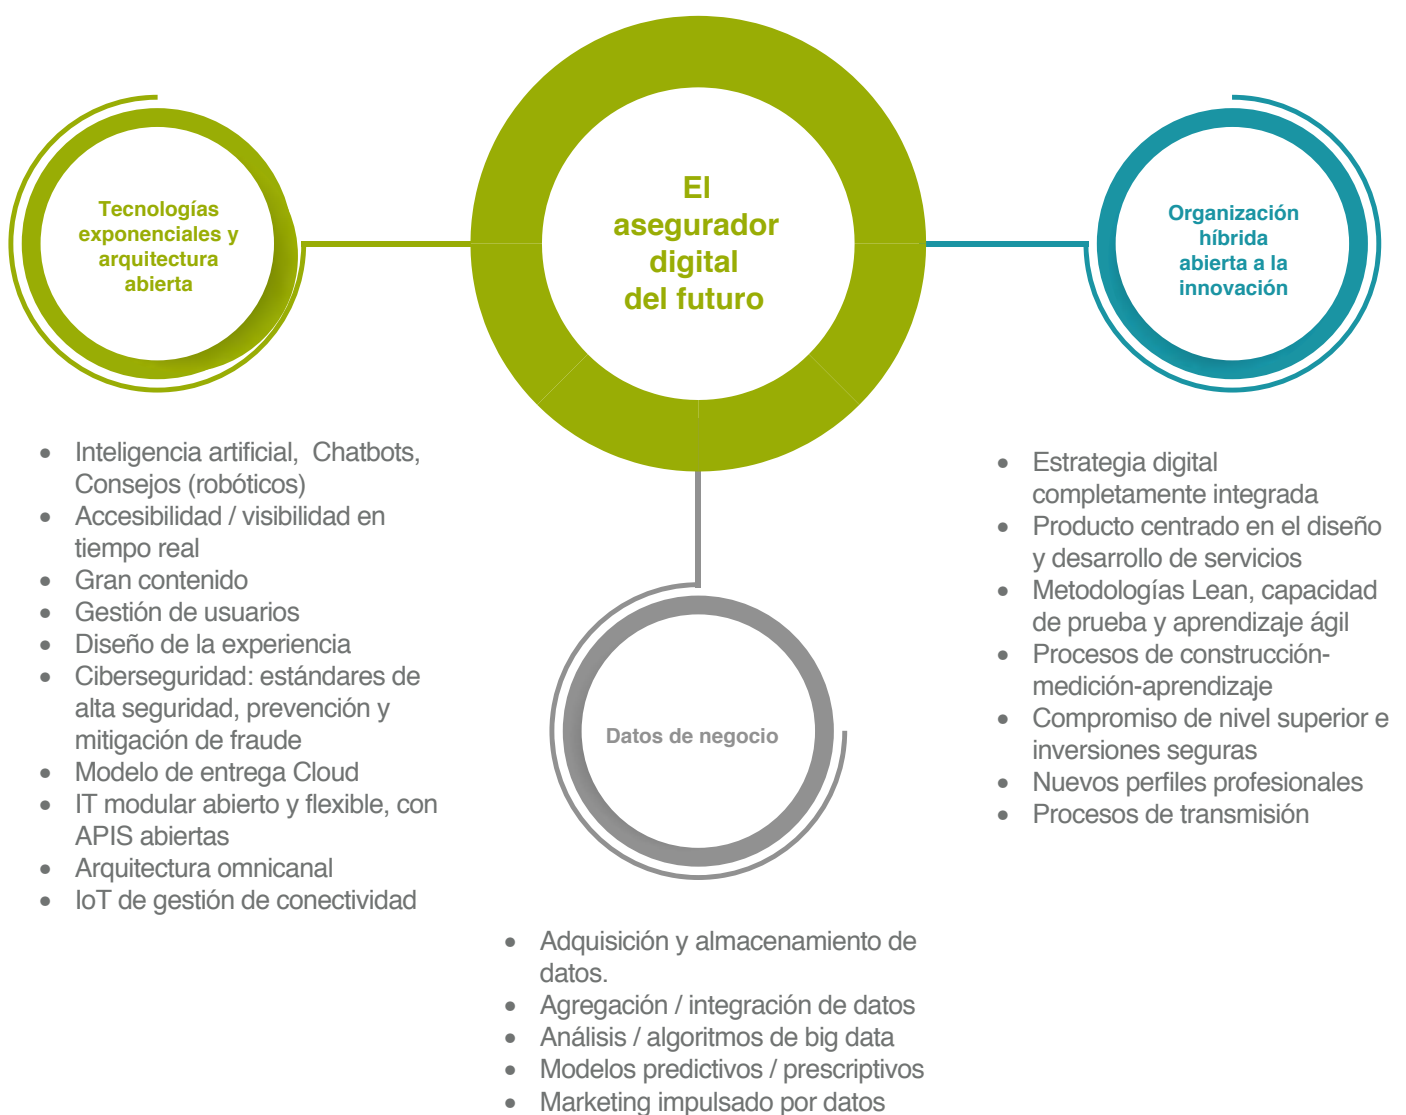 El
asegurador
digital
del futuro
Tecnologías
exponenciales y
arquitectura
abierta
• Inteligencia artificial,  Chatbots,
Consejos (robóticos)
• Accesibilidad / visibilidad en
tiempo real
• Gran contenido
• Gestión de usuarios
• Diseño de la experiencia
• Ciberseguridad: estándares de
alta seguridad, prevención y
mitigación de fraude
• Modelo de entrega Cloud
• IT modular abierto y flexible, con
APIS abiertas
• Arquitectura omnicanal
• IoT de gestión de conectividad
Datos de negocio
• Adquisición y almacenamiento de
datos.
• Agregación / integración de datos
• Análisis / algoritmos de big data
• Modelos predictivos / prescriptivos
• Marketing impulsado por datos
Organización
híbrida
abierta a la
innovación
• Estrategia digital
completamente integrada
• Producto centrado en el diseño
y desarrollo de servicios
• Metodologías Lean, capacidad
de prueba y aprendizaje ágil
• Procesos de construcción-
medición-aprendizaje
• Compromiso de nivel superior e
inversiones seguras
• Nuevos perfiles profesionales
• Procesos de transmisión